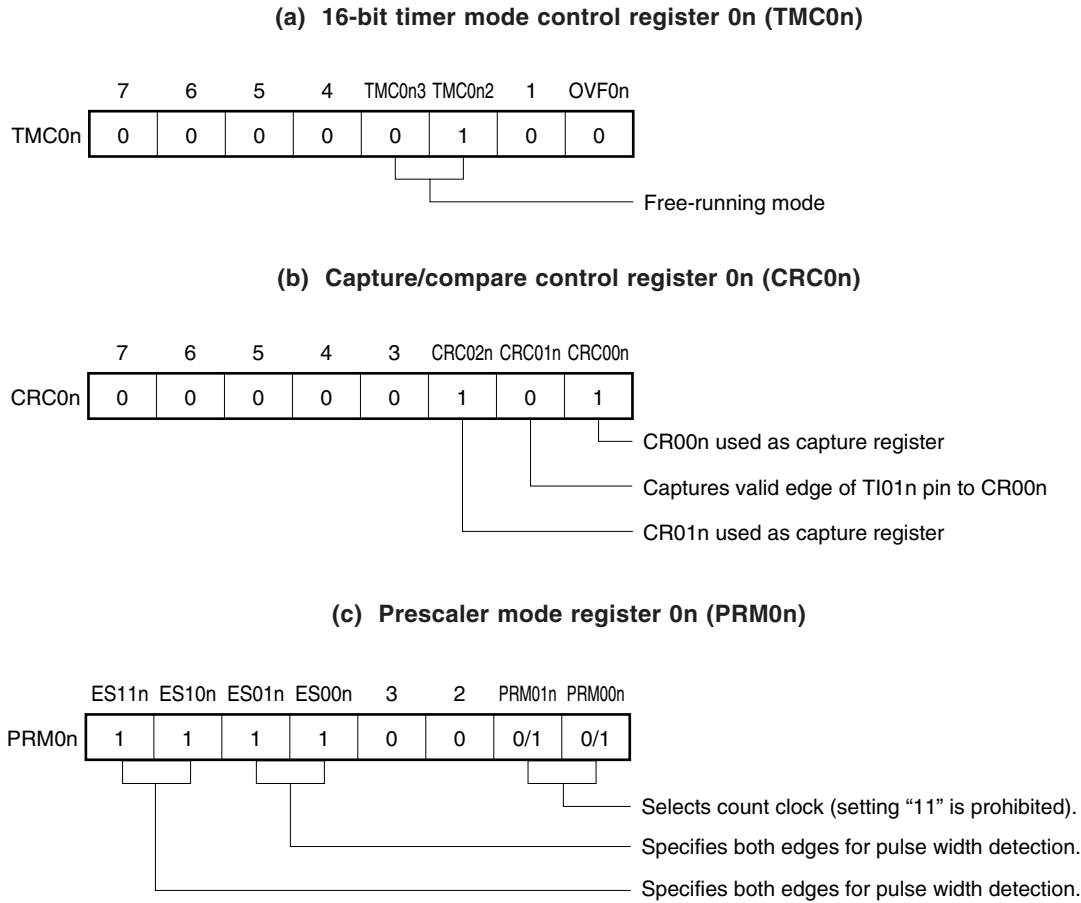 (a) 16-bit timer mode control register 0n (TMC0n)
7 6 5 4 TMC0n3 TMC0n2 1 OVF0n
TMC0n 0 0 0 0 0 1 0 0
Free-running mode
(b) Capture/compare control register 0n (CRC0n)
7 6 5 4 3 CRC02n CRC01n CRC00n
CRC0n 0 0 0 0 0 1 0 1
CR00n used as capture register
Captures valid edge of TI01n pin to CR00n
CR01n used as capture register
(c) Prescaler mode register 0n (PRM0n)
ES11n ES10n ES01n ES00n 3 2 PRM01n PRM00n
PRM0n 1 1 1 1 0 0 0/1 0/1
Selects count clock (setting “11” is prohibited).
Specifies both edges for pulse width detection.
Specifies both edges for pulse width detection.